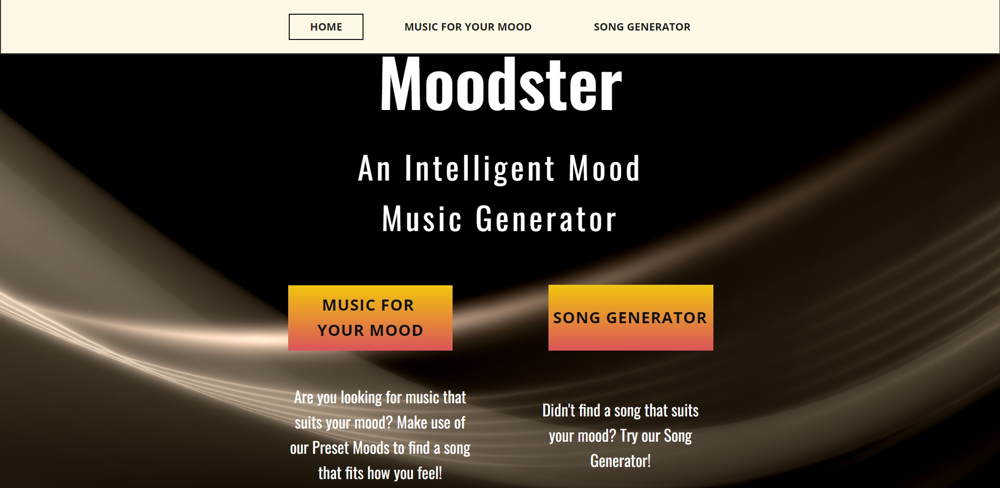 HOME
MUSIC FOR YOUR MOOD
SONG GENERATOR
Moodster
An Intelligent Mood
Music Generator
MUSIC FOR
YOUR MOOD
SONG GENERATOR
Are you looking for music that
suits your mood? Make use of
our Preset Moods to find a song
that fits how you feel!
Didn't find a song that suits
your mood? Try our Song
Generator!